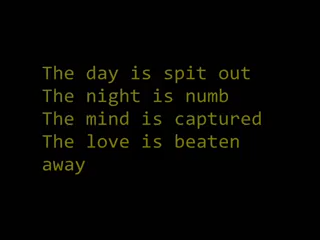 The day is spit out
The night is numb
The mind is captured
The love is beaten
away